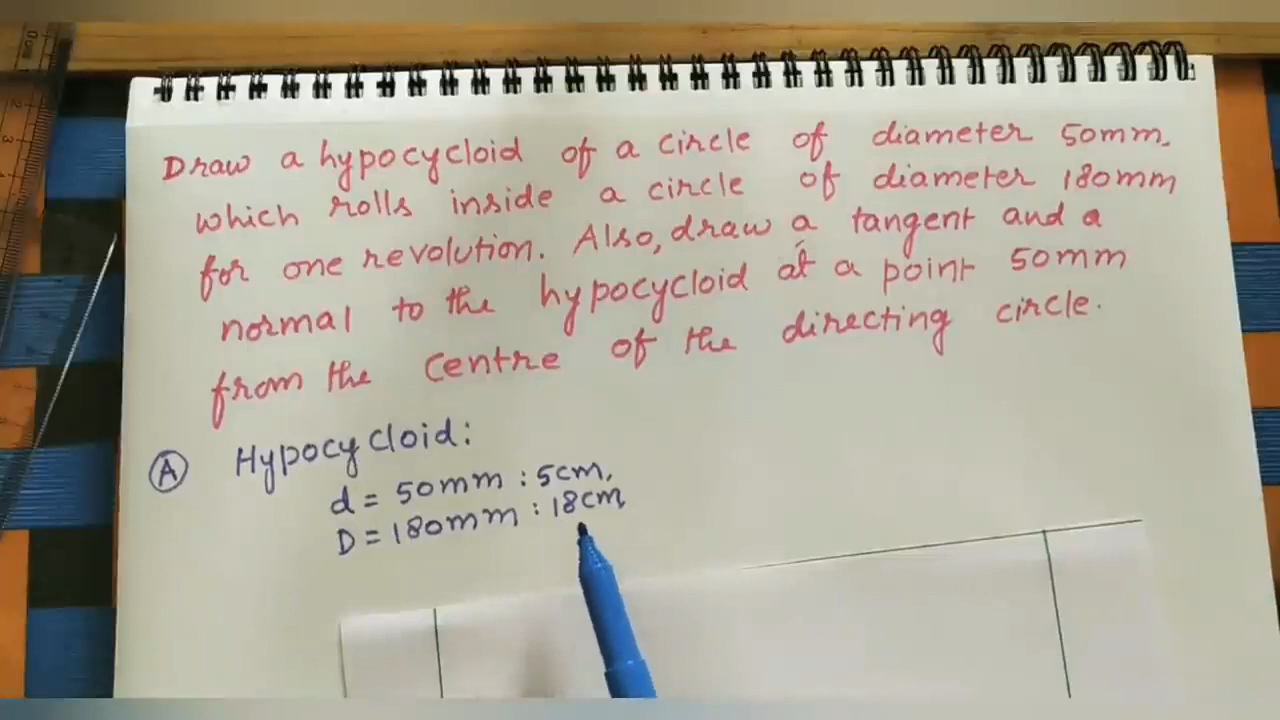 Draw a hypocycloid of a circle of diameter 50mm.
which rolls inside a circle of diameter 180mm
for one revolution. Also, draw a tangent and a
normal to the hypocycloid at a point 50mm
from the centre of the directing circle.
A Hypocycloid:
d = 50mm : 5cm,
D = 180mm : 18cm